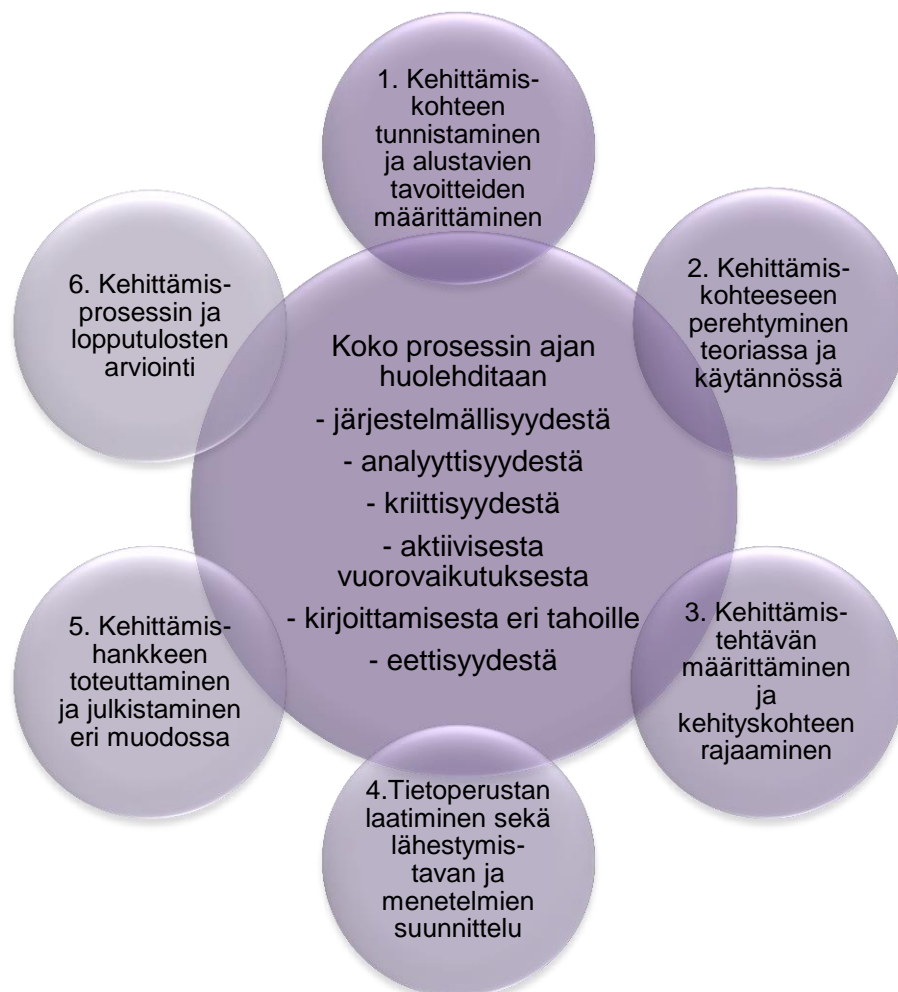 1. Kehittämis-
kohteen
tunnistaminen
ja alustavien
tavoitteiden
määrittäminen
2. Kehittämis-
kohteeseen
perehtyminen
teoriassa ja
käytännössä
3. Kehittämis-
tehtävän
määrittäminen
ja
kehityskohteen
rajaaminen
4.Tietoperustan
laatiminen sekä
lähestymis-
tavan ja
menetelmien
suunnittelu
5. Kehittämis-
hankkeen
toteuttaminen
ja julkistaminen
eri muodossa
6. Kehittämis-
prosessin ja
lopputulosten
arviointi
Koko prosessin ajan
huolehditaan
- järjestelmällisyydestä
- analyyttisyydestä
- kriittisyydestä
- aktiivisesta
vuorovaikutuksesta
- kirjoittamisesta eri tahoille
- eettisyydestä